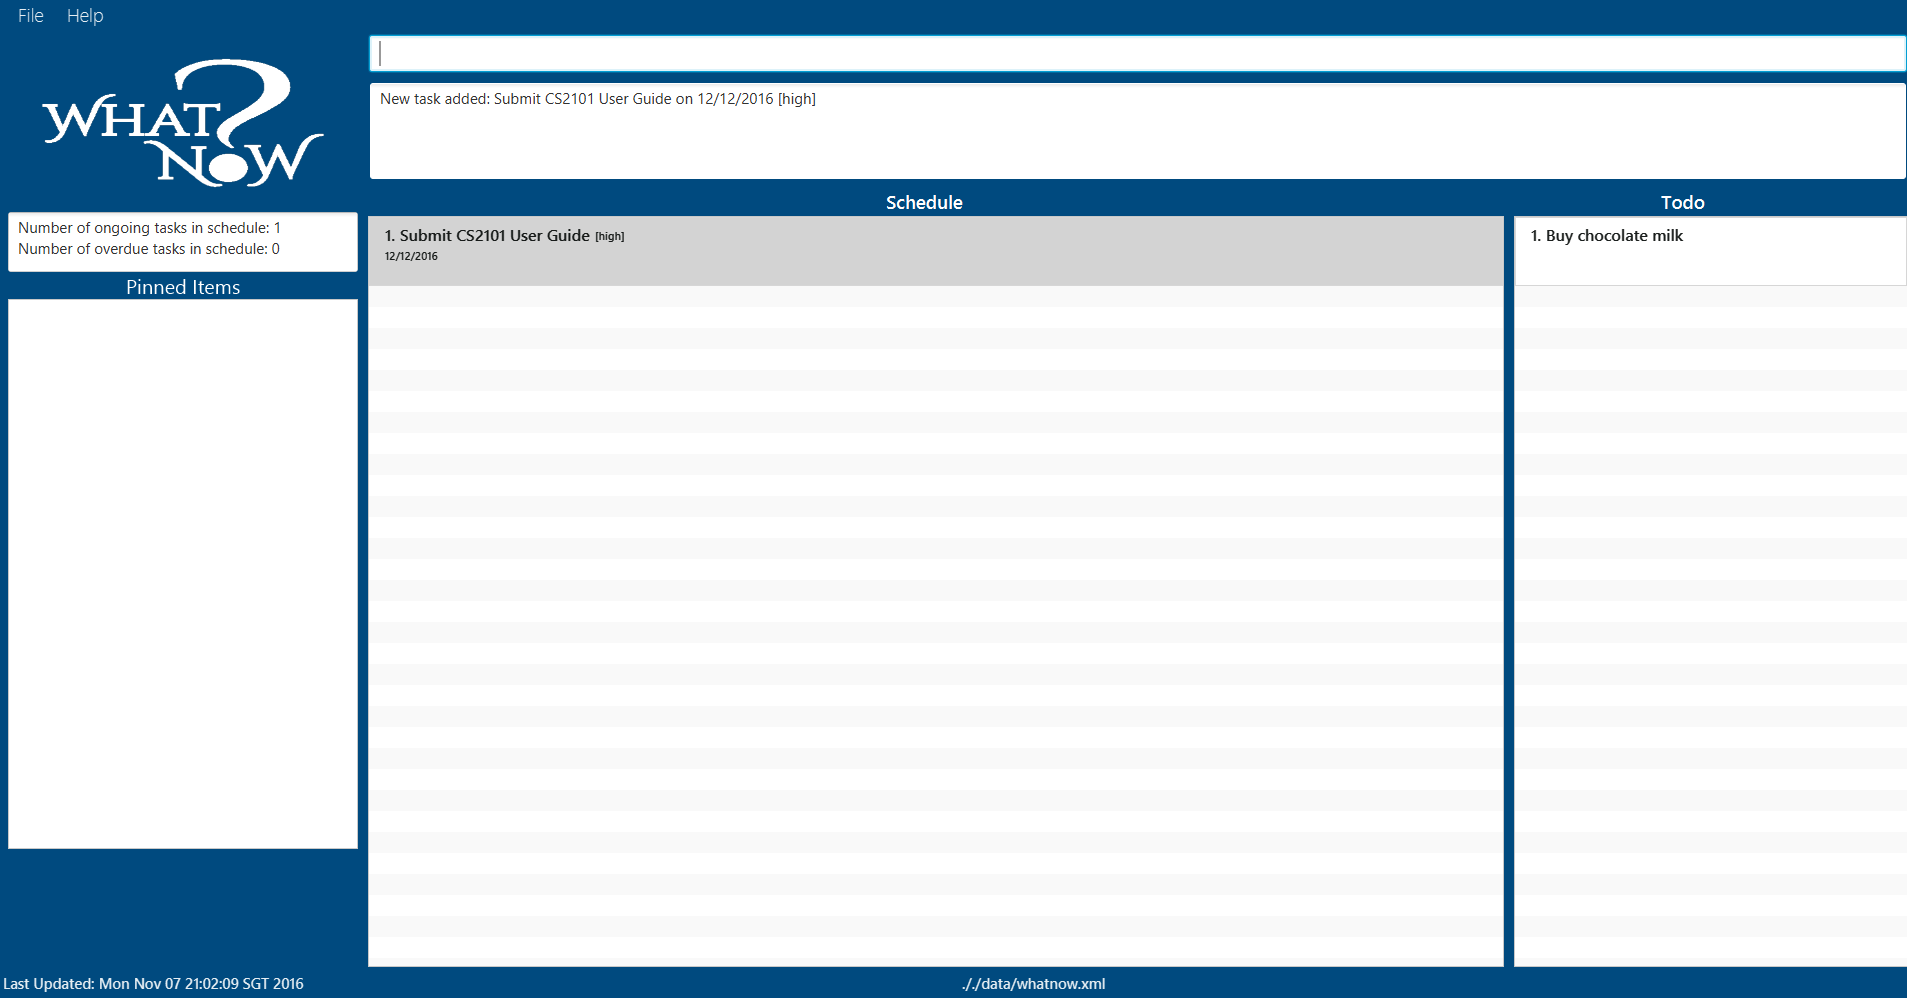 File Help
WHAT?
NOW
New task added: Submit CS2101 User Guide on 12/12/2016 [high]
Number of ongoing tasks in schedule: 1
Number of overdue tasks in schedule: 0
Pinned Items
Schedule
1. Submit CS2101 User Guide [high]
12/12/2016
Todo
1. Buy chocolate milk
Last Updated: Mon Nov 07 21:02:09 SGT 2016
././data/whatnow.xml